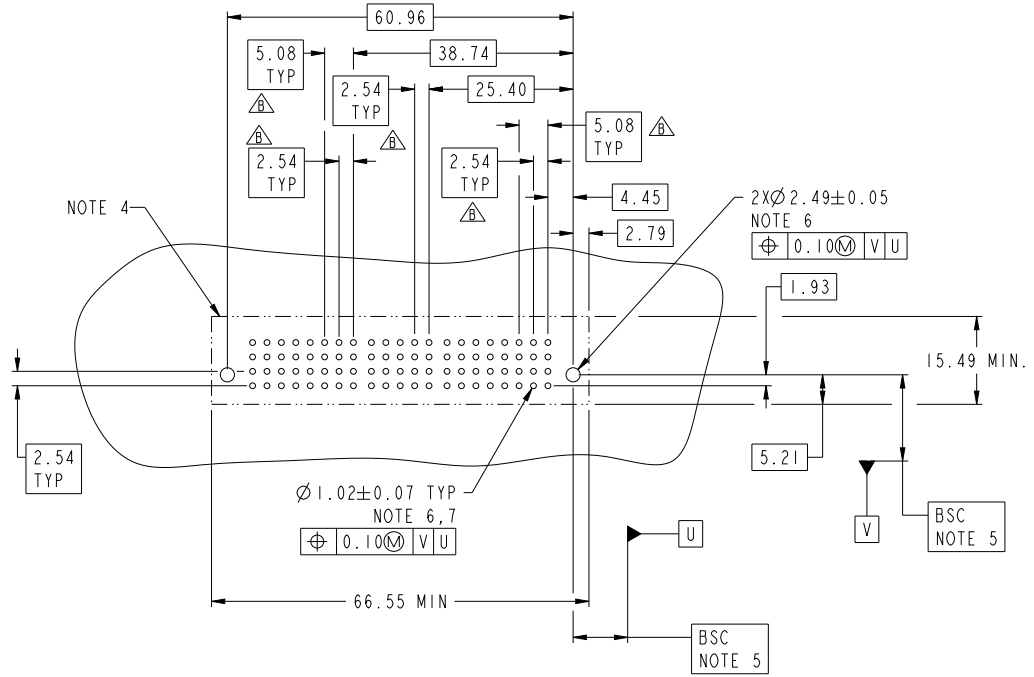 60.96
5.08
TYP
38.74
2.54
TYP
25.40
B
B
B
5.08
TYP
B
2.54
TYP
2.54
TYP
B
4.45
2X Ø 2.49±0.05
NOTE 6
⌖ 0.10 Ⓜ V U
NOTE 4
2.79
1.93
15.49 MIN.
2.54
TYP
5.21
Ø 1.02±0.07 TYP
NOTE 6,7
⌖ 0.10 Ⓜ V U
U
V
BSC
NOTE 5
66.55 MIN
BSC
NOTE 5